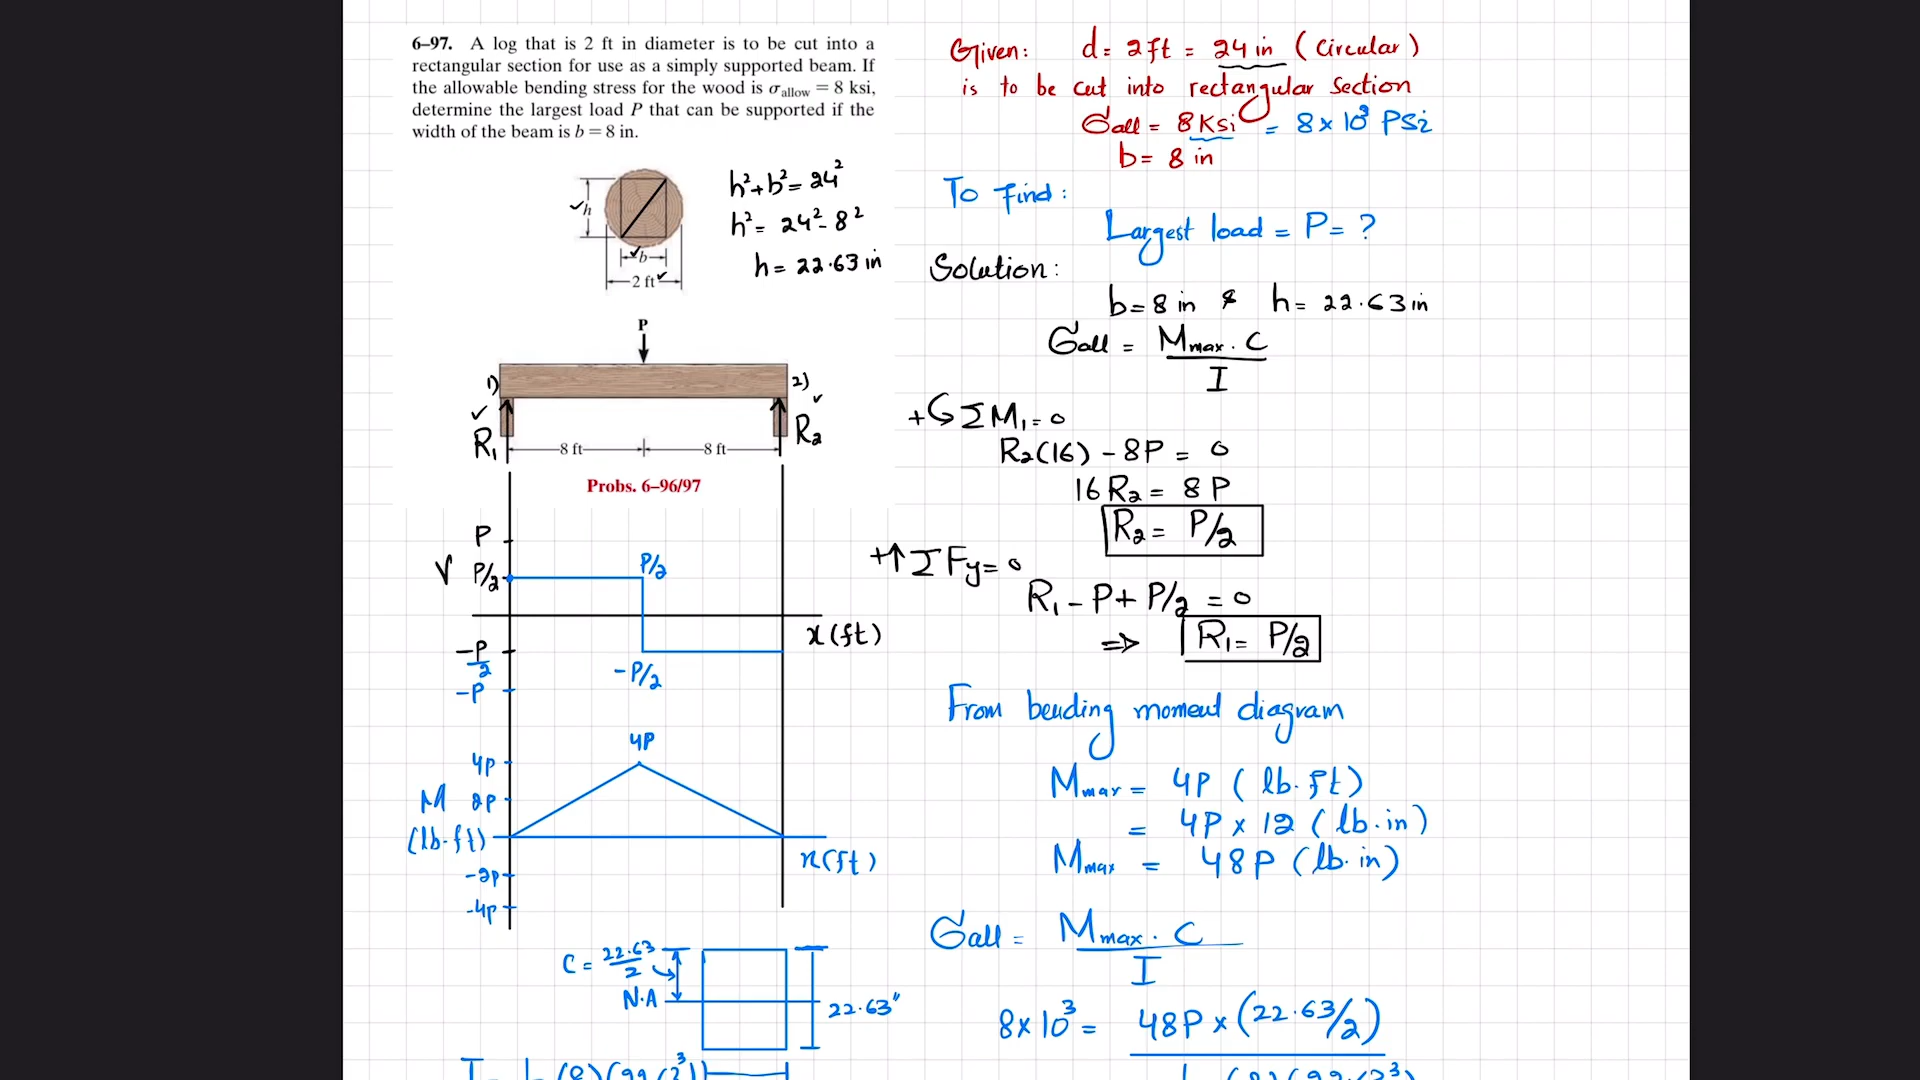 6–97. A log that is 2 ft in diameter is to be cut into a
rectangular section for use as a simply supported beam. If
the allowable bending stress for the wood is σallow = 8 ksi,
determine the largest load P that can be supported if the
width of the beam is b = 8 in.
h
b
2 ft
h²+b² = 24²
h² = 24² - 8²
h = 22.63 in
P
1)
2)
R₁
R₂
8 ft
8 ft
Probs. 6–96/97
P
V P/2
-P/2
-P
P/2
-P/2
x (ft)
4P
4P
M 2P
(lb-ft)
-2P
-4P
x (ft)
C = 22.63/2
N.A
22.63"
Given: d = 2ft = 24 in (Circular)
is to be cut into rectangular Section
σall = 8 Ksi = 8 × 10³ PSi
b = 8 in
To find:
Largest load = P = ?
Solution:
b = 8 in & h = 22.63 in
σall = Mmax . C / I
+ ΣM₁ = 0
R₂(16) - 8P = 0
16 R₂ = 8 P
R₂ = P/2
+↑ ΣFy = 0
R₁ - P + P/2 = 0
⇒ R₁ = P/2
From bending moment diagram
Mmax = 4P (lb.ft)
= 4P × 12 (lb.in)
Mmax = 48P (lb.in)
σall = Mmax . C / I
8 × 10³ = 48P × (22.63/2)